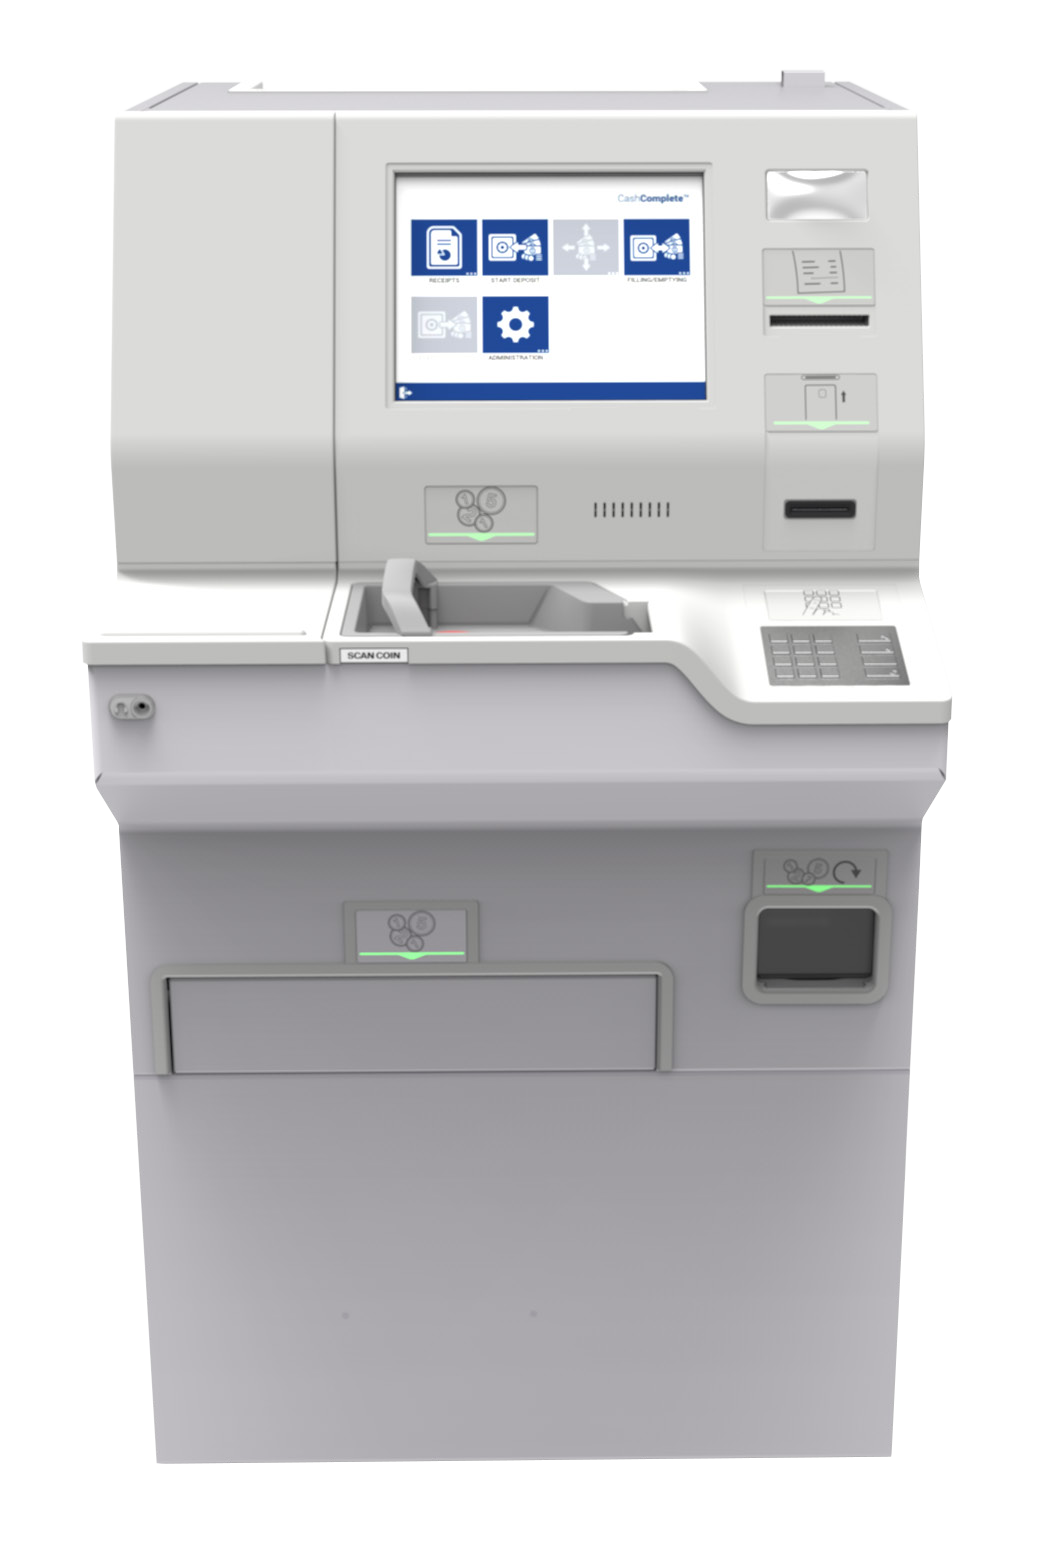 CashComplete™
RECEIPTS
START DEPOSIT
FILLING/EMPTYING
ADMINISTRATION
SCAN COIN